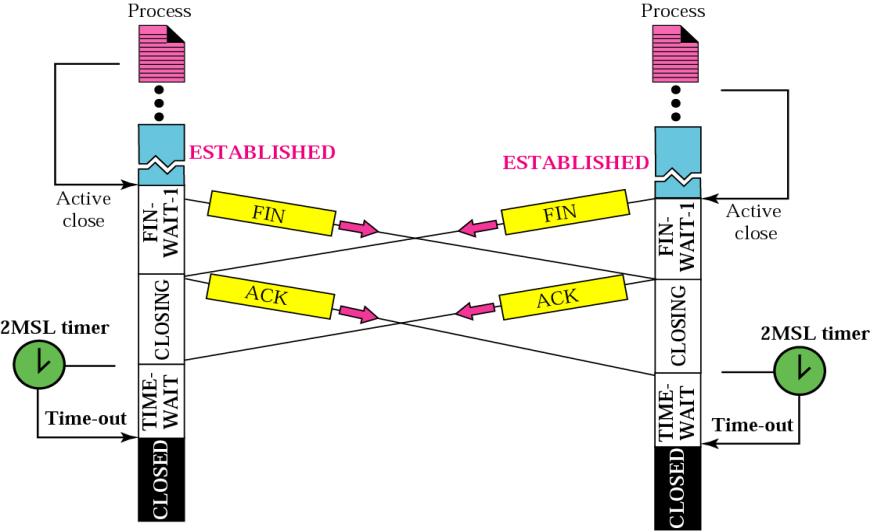 Process
Process
ESTABLISHED
ESTABLISHED
Active
close
Active
close
FIN
FIN
FIN-
WAIT-1
FIN-
WAIT-1
ACK
ACK
CLOSING
CLOSING
2MSL timer
2MSL timer
TIME-
WAIT
TIME-
WAIT
Time-out
Time-out
CLOSED
CLOSED